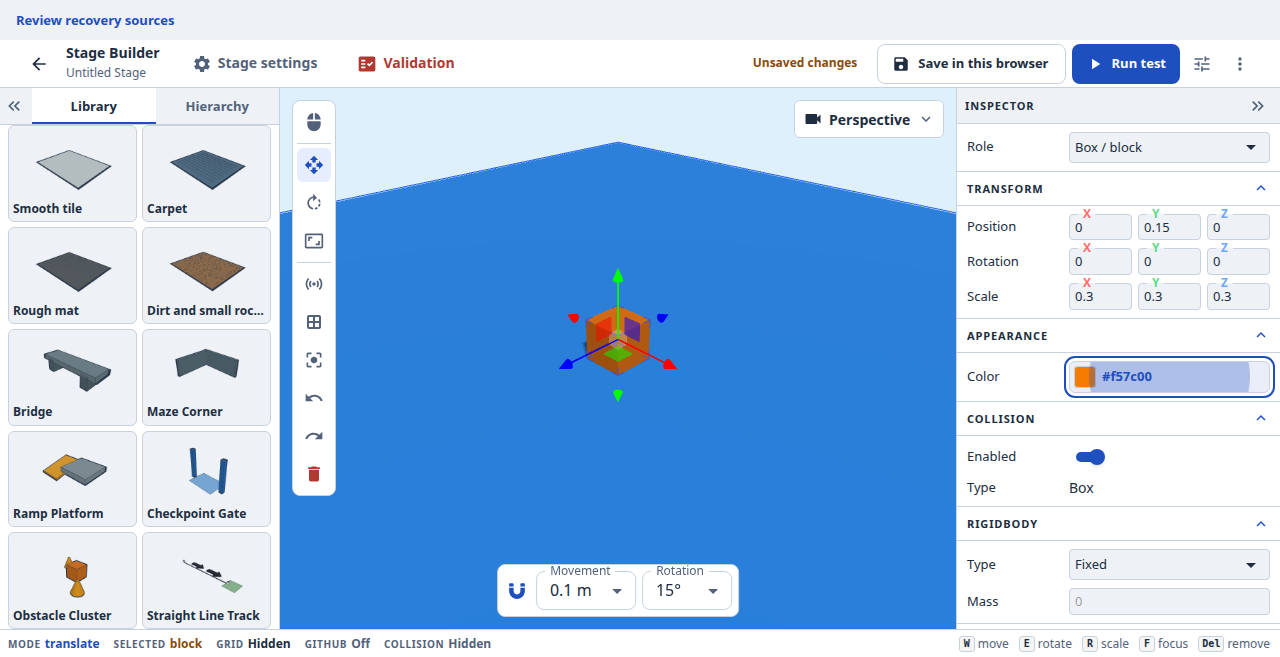 Review recovery sources
Stage Builder
Untitled Stage
Stage settings
Validation
Unsaved changes
Save in this browser
Run test
Library
Hierarchy
Smooth tile
Carpet
Rough mat
Dirt and small roc...
Bridge
Maze Corner
Ramp Platform
Checkpoint Gate
Obstacle Cluster
Straight Line Track
Perspective
Movement
0.1 m
Rotation
15°
INSPECTOR
Role
Box / block
TRANSFORM
Position
X
0
Y
0.15
Z
0
Rotation
X
0
Y
0
Z
0
Scale
X
0.3
Y
0.3
Z
0.3
APPEARANCE
Color
#f57c00
COLLISION
Enabled
Type
Box
RIGIDBODY
Type
Fixed
Mass
0
MODE translate
SELECTED block
GRID Hidden
GITHUB Off
COLLISION Hidden
W move
E rotate
R scale
F focus
Del remove